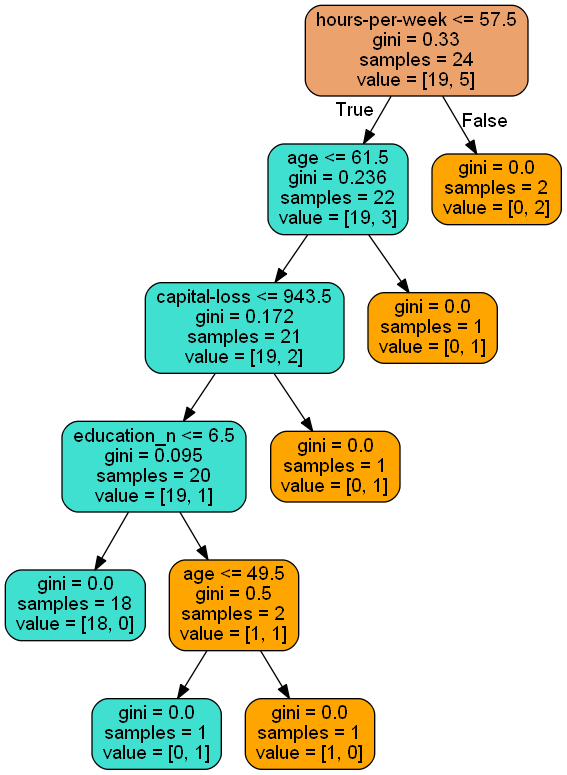 hours-per-week <= 57.5
gini = 0.33
samples = 24
value = [19, 5]
True
False
age <= 61.5
gini = 0.236
samples = 22
value = [19, 3]
gini = 0.0
samples = 2
value = [0, 2]
capital-loss <= 943.5
gini = 0.172
samples = 21
value = [19, 2]
gini = 0.0
samples = 1
value = [0, 1]
education_n <= 6.5
gini = 0.095
samples = 20
value = [19, 1]
gini = 0.0
samples = 1
value = [0, 1]
gini = 0.0
samples = 18
value = [18, 0]
age <= 49.5
gini = 0.5
samples = 2
value = [1, 1]
gini = 0.0
samples = 1
value = [0, 1]
gini = 0.0
samples = 1
value = [1, 0]